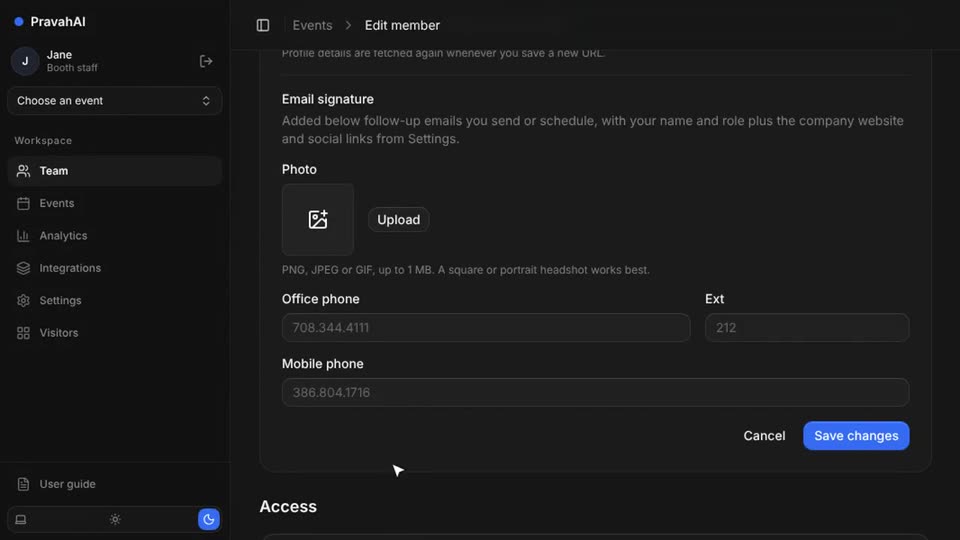 PravahAI
J
Jane
Booth staff
Choose an event
Workspace
Team
Events
Analytics
Integrations
Settings
Visitors
User guide
Events
Edit member
Profile details are fetched again whenever you save a new URL.
Email signature
Added below follow-up emails you send or schedule, with your name and role plus the company website
and social links from Settings.
Photo
Upload
PNG, JPEG or GIF, up to 1 MB. A square or portrait headshot works best.
Office phone
Ext
708.344.4111
212
Mobile phone
386.804.1716
Cancel
Save changes
Access